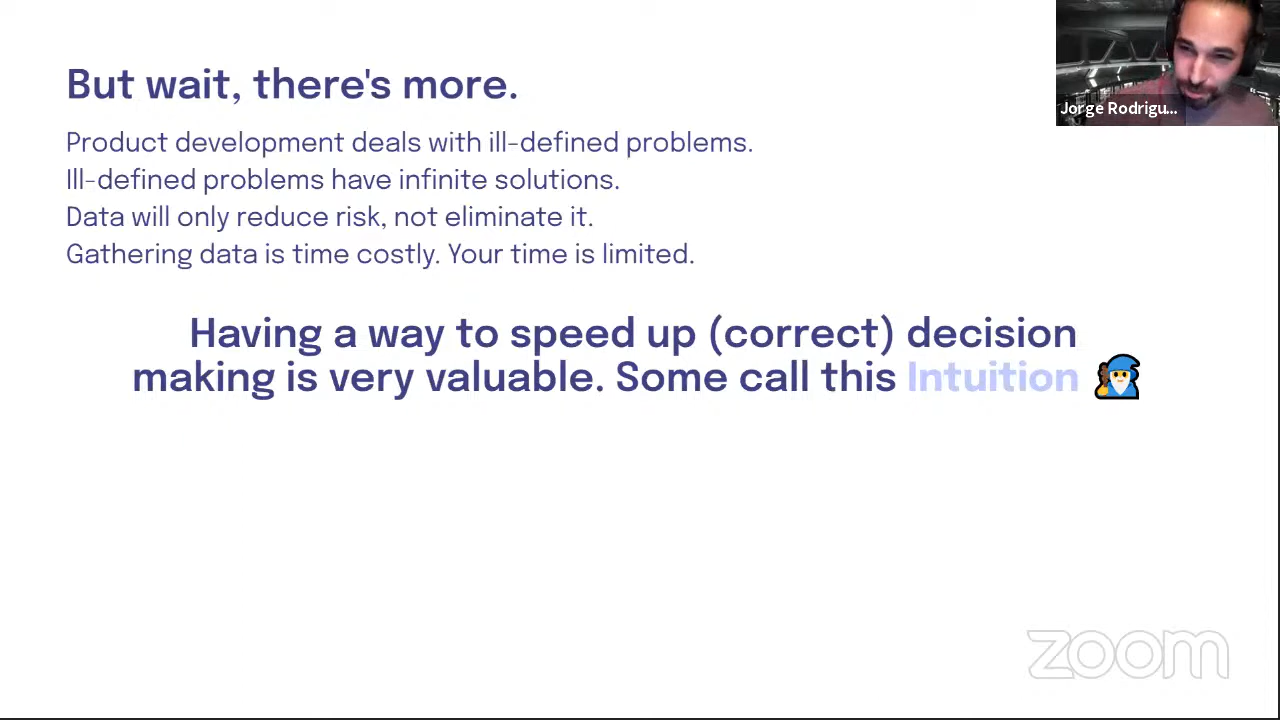 But wait, there's more.
Product development deals with ill-defined problems.
Ill-defined problems have infinite solutions.
Data will only reduce risk, not eliminate it.
Gathering data is time costly. Your time is limited.
Having a way to speed up (correct) decision
making is very valuable. Some call this Intuition
Jorge Rodrigu...
zoom